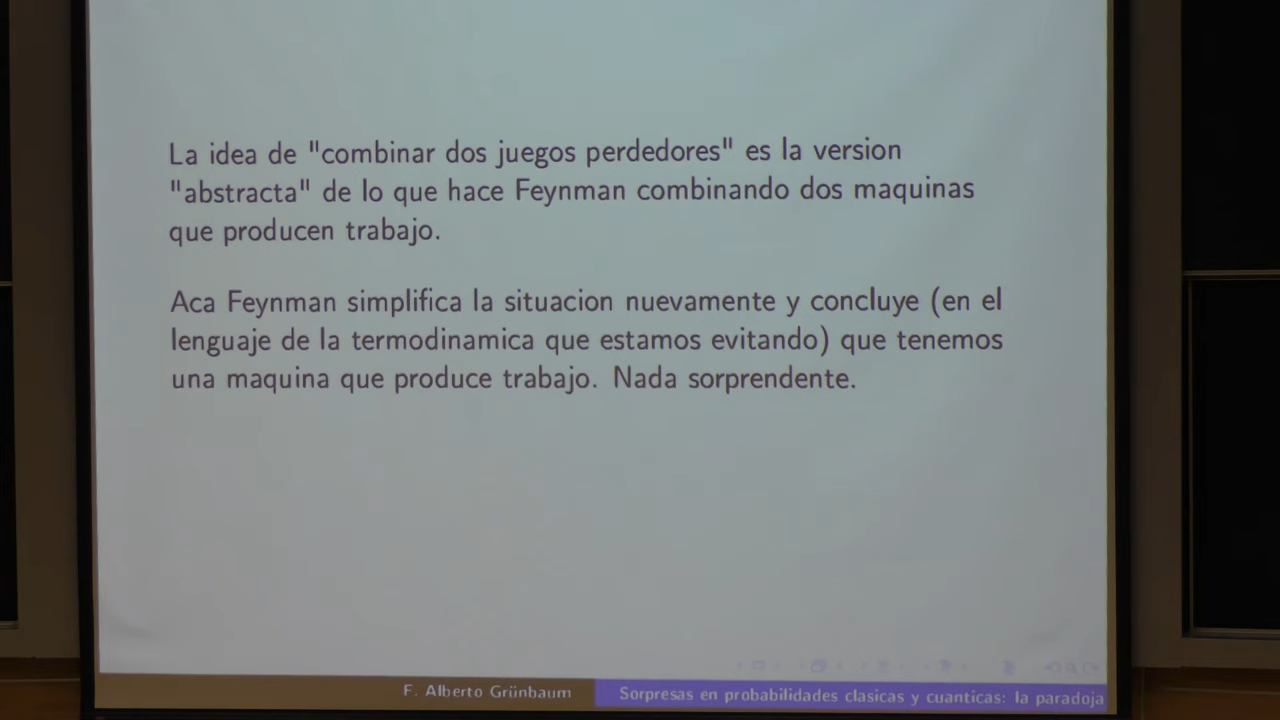 La idea de "combinar dos juegos perdedores" es la version
"abstracta" de lo que hace Feynman combinando dos maquinas
que producen trabajo.
Aca Feynman simplifica la situacion nuevamente y concluye (en el
lenguaje de la termodinamica que estamos evitando) que tenemos
una maquina que produce trabajo. Nada sorprendente.
F. Alberto Grünbaum
Sorpresas en probabilidades clasicas y cuanticas: la paradoja